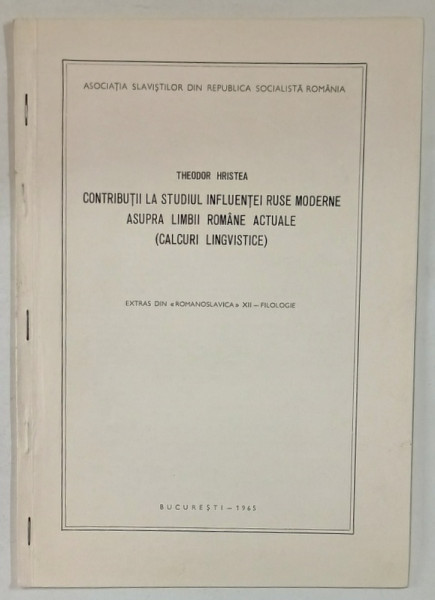 ASOCIAȚIA SLAVIȘTILOR DIN REPUBLICA SOCIALISTĂ ROMÂNIA
THEODOR HRISTEA
CONTRIBUȚII LA STUDIUL INFLUENȚEI RUSE MODERNE
ASUPRA LIMBII ROMÂNE ACTUALE
(CALCURI LINGVISTICE)
EXTRAS DIN «ROMANOSLAVICA» XII — FILOLOGIE
BUCUREȘTI — 1965